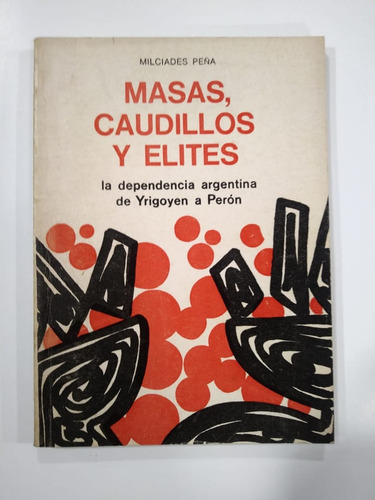 MILCIADES PEÑA
MASAS,
CAUDILLOS
Y ELITES
la dependencia argentina
de Yrigoyen a Perón